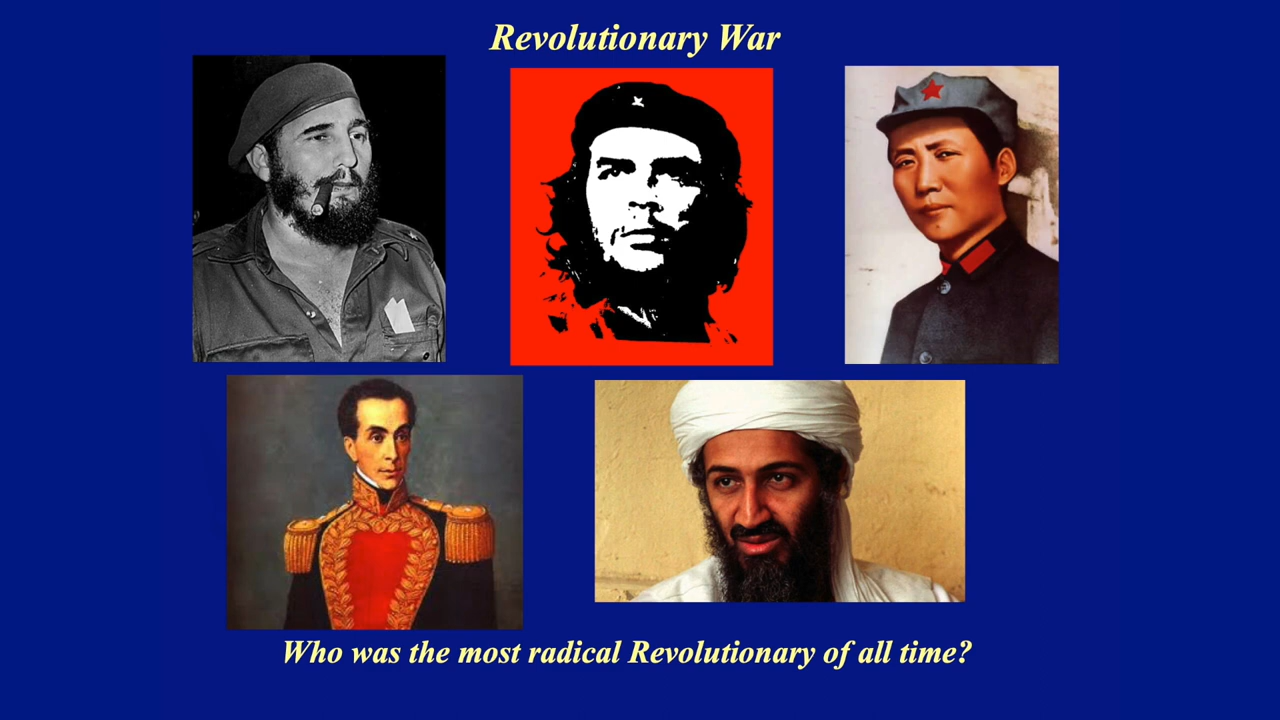 Revolutionary War
Who was the most radical Revolutionary of all time?